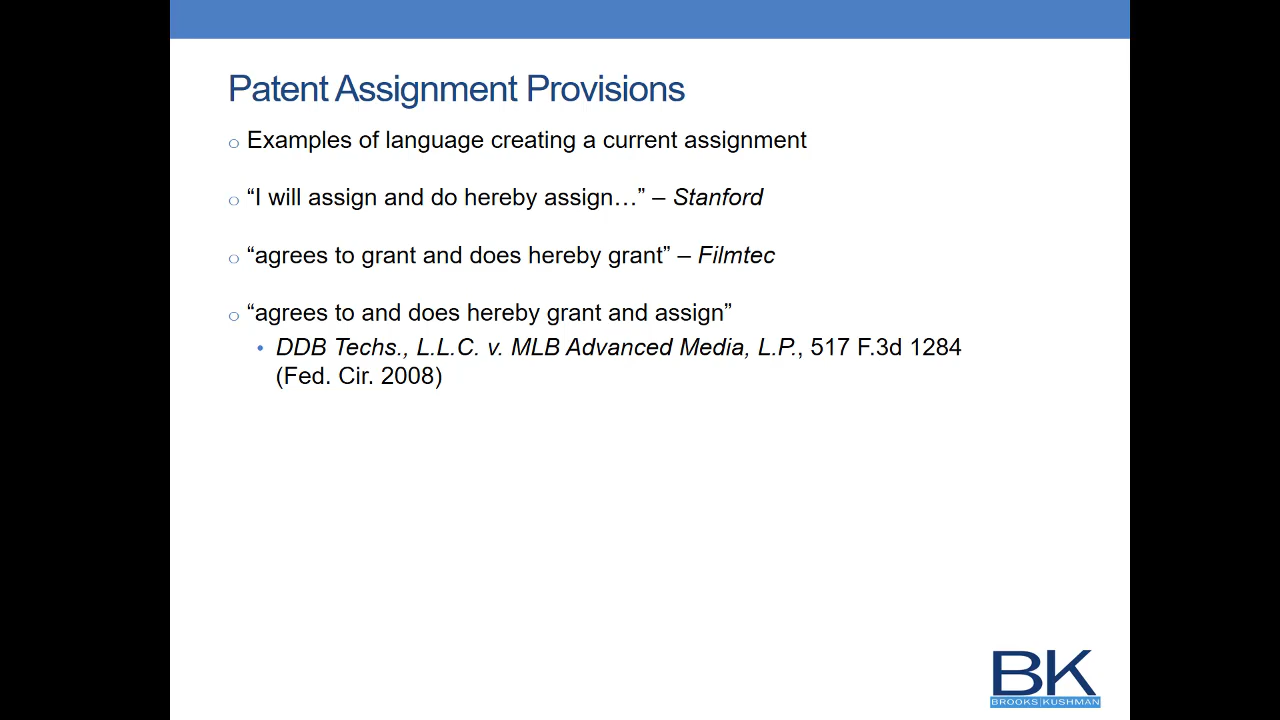 Patent Assignment Provisions
Examples of language creating a current assignment
“I will assign and do hereby assign…” – Stanford
“agrees to grant and does hereby grant” – Filmtec
“agrees to and does hereby grant and assign”
DDB Techs., L.L.C. v. MLB Advanced Media, L.P., 517 F.3d 1284
(Fed. Cir. 2008)
BK
BROOKS|KUSHMAN